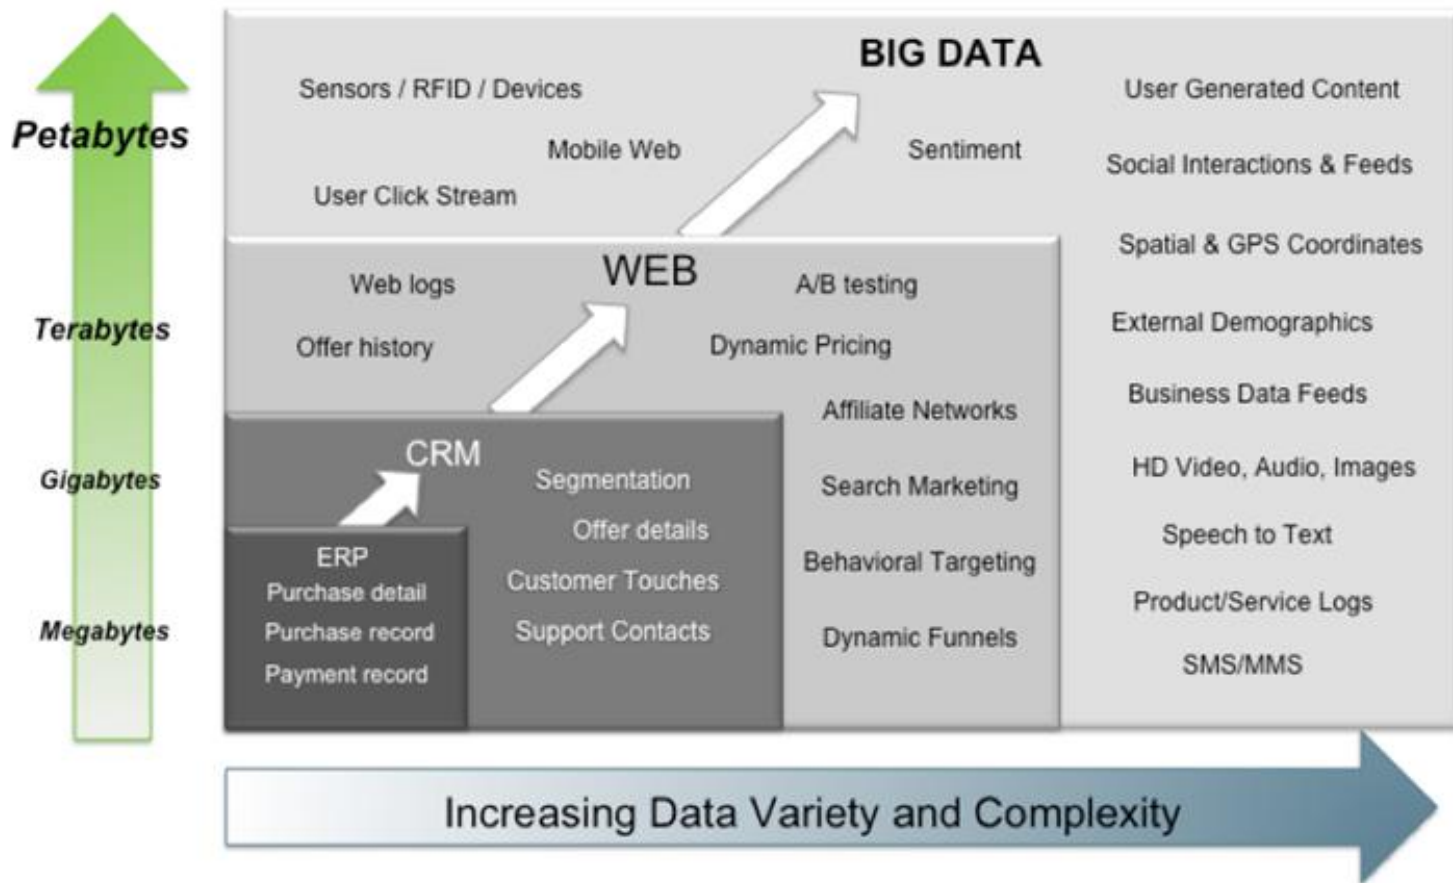 BIG DATA
Sensors / RFID / Devices
User Generated Content
Petabytes
Mobile Web
Sentiment
Social Interactions & Feeds
User Click Stream
Spatial & GPS Coordinates
WEB
Web logs
A/B testing
Terabytes
External Demographics
Offer history
Dynamic Pricing
Business Data Feeds
Affiliate Networks
CRM
HD Video, Audio, Images
Gigabytes
Segmentation
Search Marketing
Offer details
Speech to Text
ERP
Behavioral Targeting
Customer Touches
Purchase detail
Product/Service Logs
Megabytes
Purchase record
Support Contacts
Dynamic Funnels
SMS/MMS
Payment record
Increasing Data Variety and Complexity